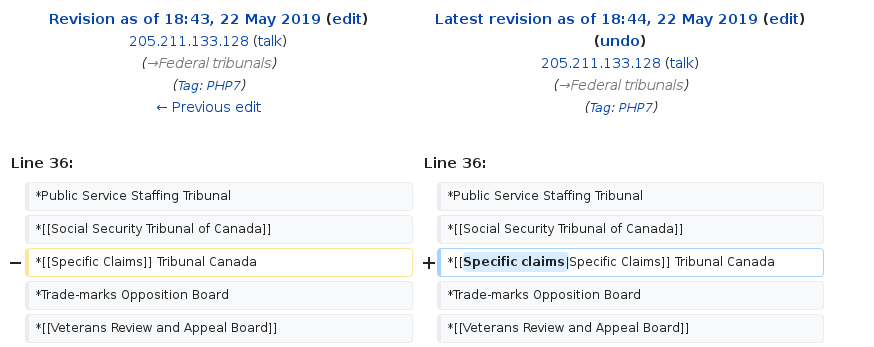 Revision as of 18:43, 22 May 2019 (edit)
205.211.133.128 (talk)
(→Federal tribunals)
(Tag: PHP7)
← Previous edit
Latest revision as of 18:44, 22 May 2019 (edit)
(undo)
205.211.133.128 (talk)
(→Federal tribunals)
(Tag: PHP7)
Line 36:
Line 36:
*Public Service Staffing Tribunal
*Public Service Staffing Tribunal
*[[Social Security Tribunal of Canada]]
*[[Social Security Tribunal of Canada]]
− *[[Specific Claims]] Tribunal Canada
+ *[[Specific claims|Specific Claims]] Tribunal Canada
*Trade-marks Opposition Board
*Trade-marks Opposition Board
*[[Veterans Review and Appeal Board]]
*[[Veterans Review and Appeal Board]]